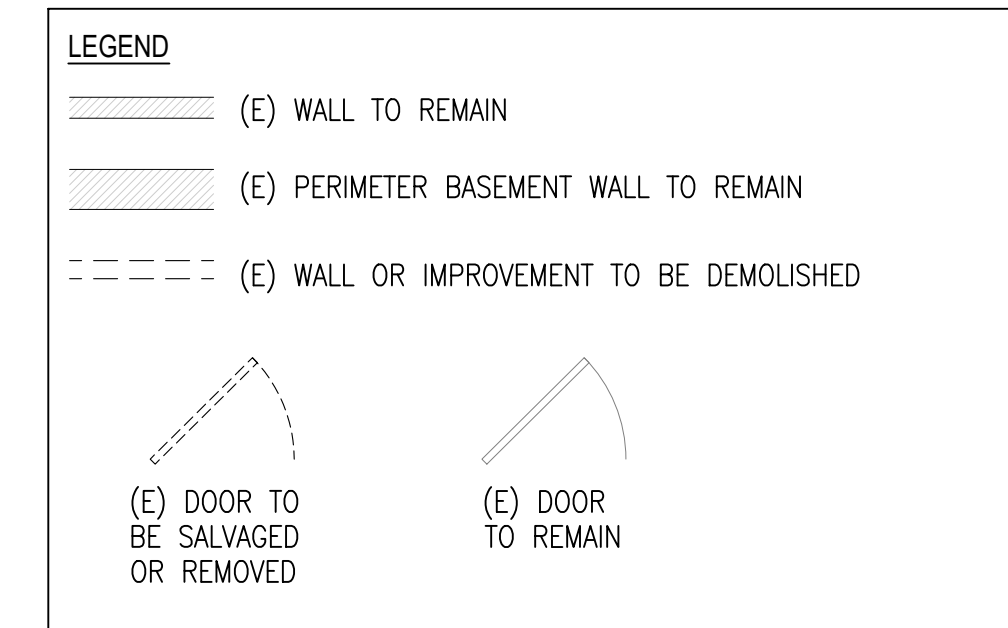 LEGEND
(E) WALL TO REMAIN
(E) PERIMETER BASEMENT WALL TO REMAIN
(E) WALL OR IMPROVEMENT TO BE DEMOLISHED
(E) DOOR TO
BE SALVAGED
OR REMOVED
(E) DOOR
TO REMAIN